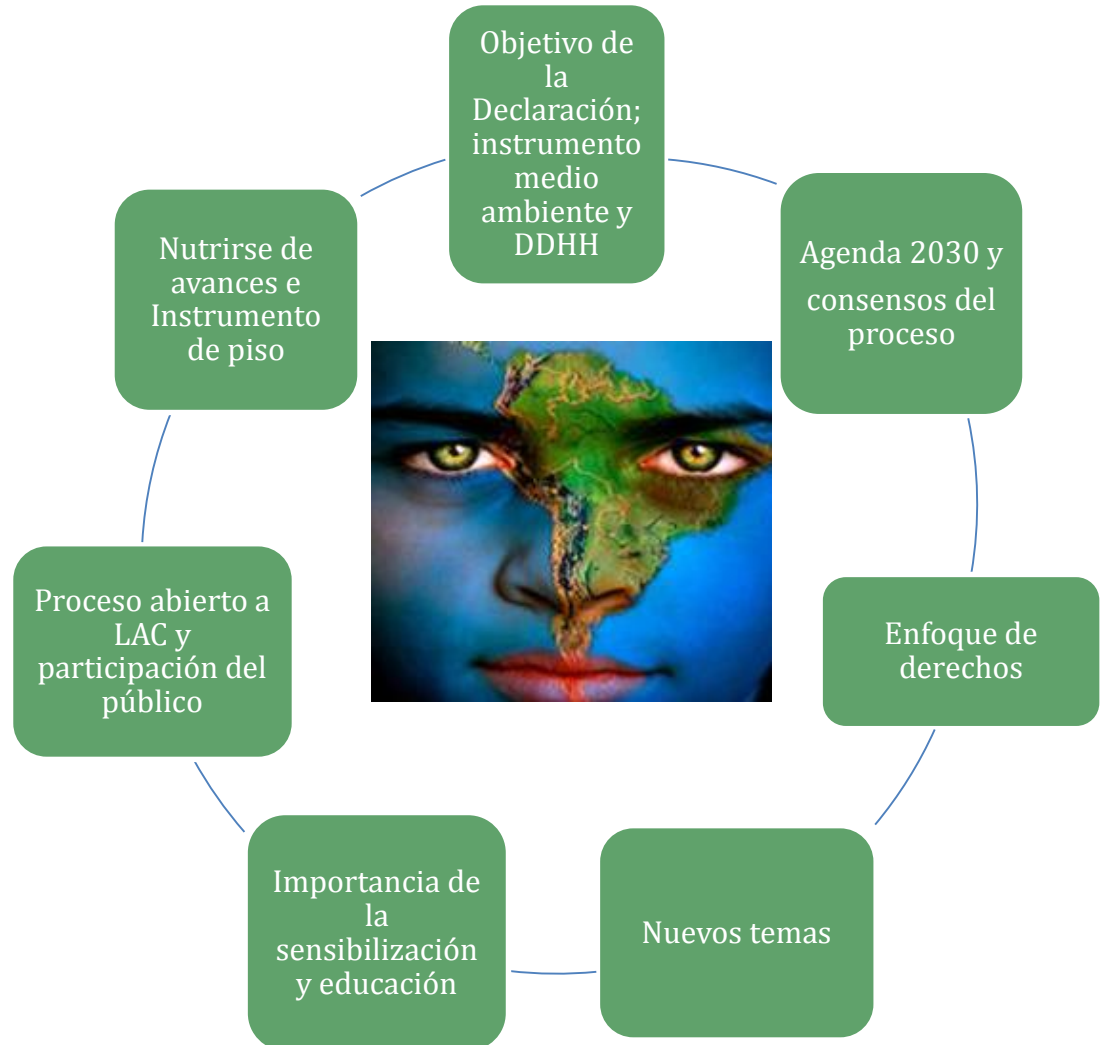 Objetivo de
la
Declaración;
instrumento
medio
ambiente y
DDHH
Agenda 2030 y
consensos del
proceso
Enfoque de
derechos
Nuevos temas
Importancia de
la
sensibilización
y educación
Proceso abierto a
LAC y
participación del
público
Nutrirse de
avances e
Instrumento
de piso